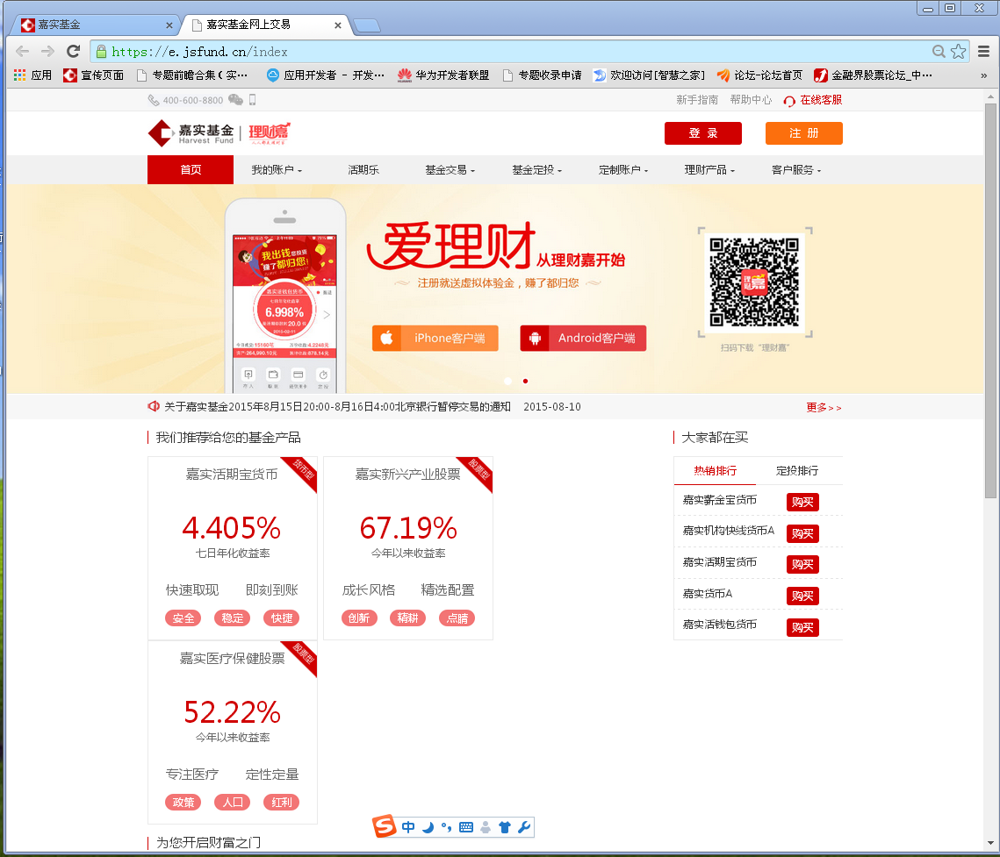 嘉实基金
嘉实基金网上交易
https://e.jsfund.cn/index
应用 宣传页面 专题前瞻合集(实… 应用开发者 - 开发… 华为开发者联盟 专题收录申请 欢迎访问[智慧之家] 论坛-论坛首页 金融界股票论坛_中… »
400-600-8800
新手指南 帮助中心 在线客服
嘉实基金 Harvest Fund 理财嘉
登 录 注 册
首页 我的账户 活期乐 基金交易 基金定投 定制账户 理财产品 客户服务
我出钱您投资
赚了都归您!
6.998%
爱理财 从理财嘉开始
注册就送虚拟体验金，赚了都归您
iPhone客户端 Android客户端
理财嘉
扫码下载“理财嘉”
关于嘉实基金2015年8月15日20:00-8月16日4:00北京银行暂停交易的通知 2015-08-10 更多>>
我们推荐给您的基金产品
货币型
嘉实活期宝货币
4.405%
七日年化收益率
快速取现 即刻到账
安全 稳定 快捷
股票型
嘉实新兴产业股票
67.19%
今年以来收益率
成长风格 精选配置
创新 精耕 点睛
股票型
嘉实医疗保健股票
52.22%
今年以来收益率
专注医疗 定性定量
政策 人口 红利
大家都在买
热销排行 定投排行
嘉实薪金宝货币 购买
嘉实机构快线货币A 购买
嘉实活期宝货币 购买
嘉实货币A 购买
嘉实活钱包货币 购买
为您开启财富之门
S 中